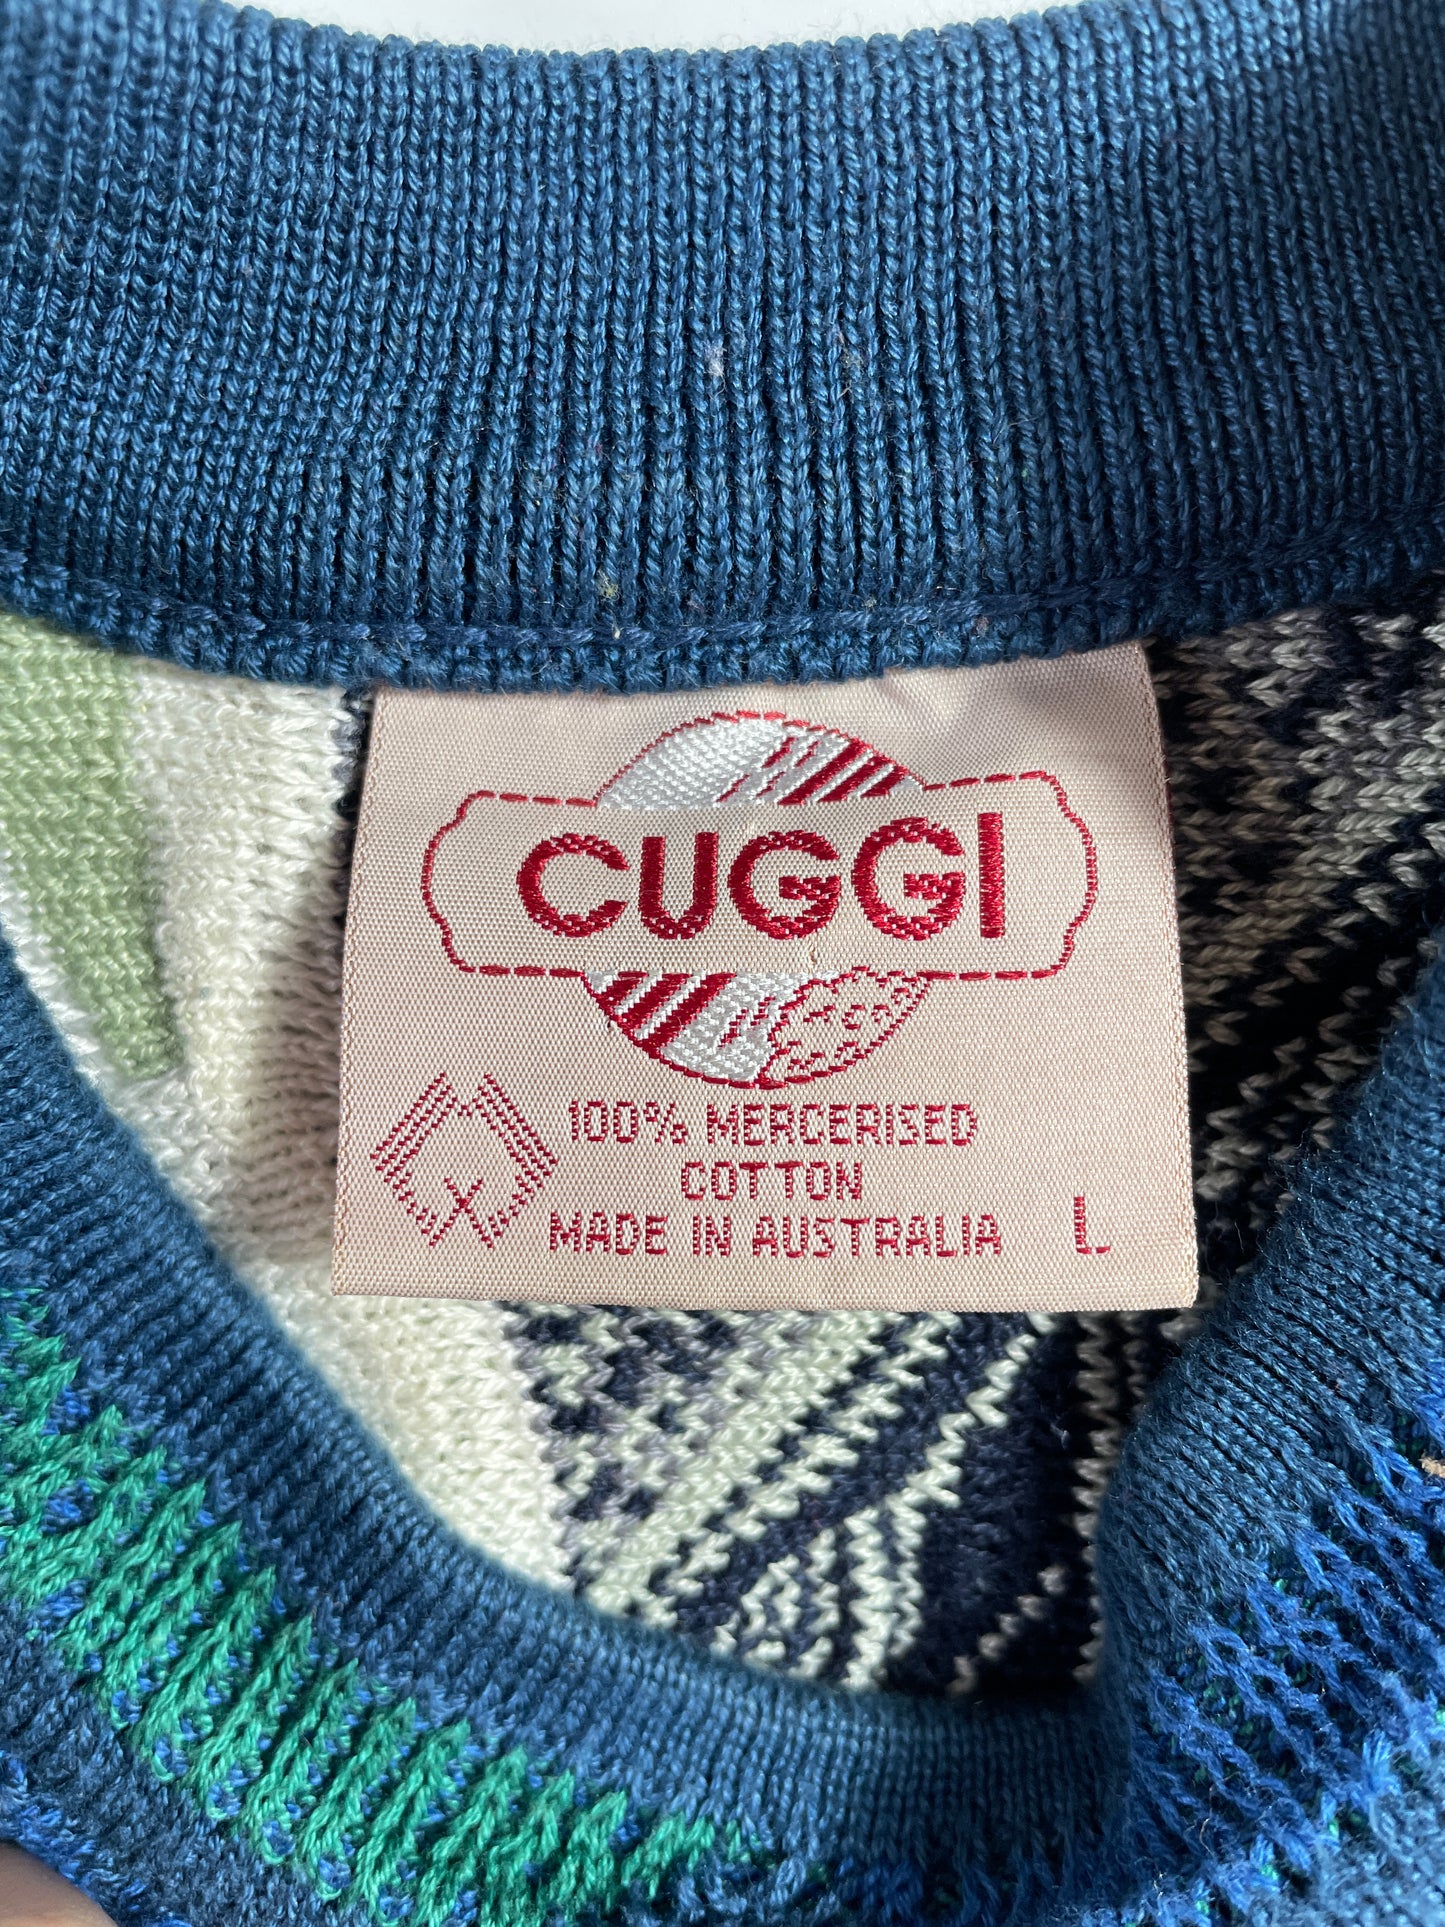 CUGGI
100% MERCERISED
COTTON
MADE IN AUSTRALIA
L